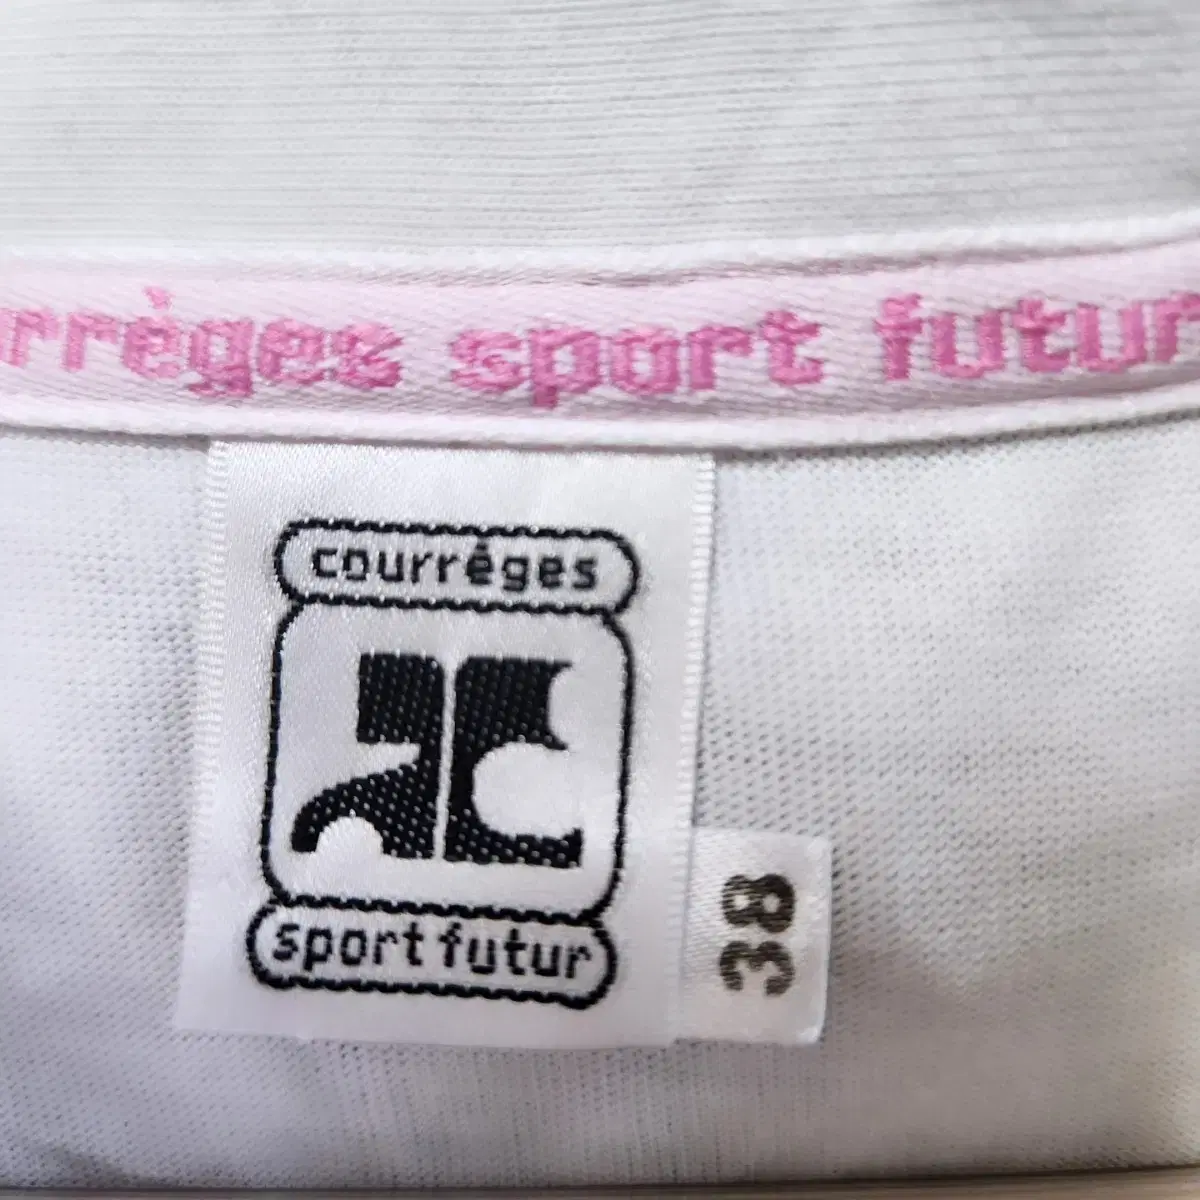 rrèges sport futur
courrèges
sport futur
38